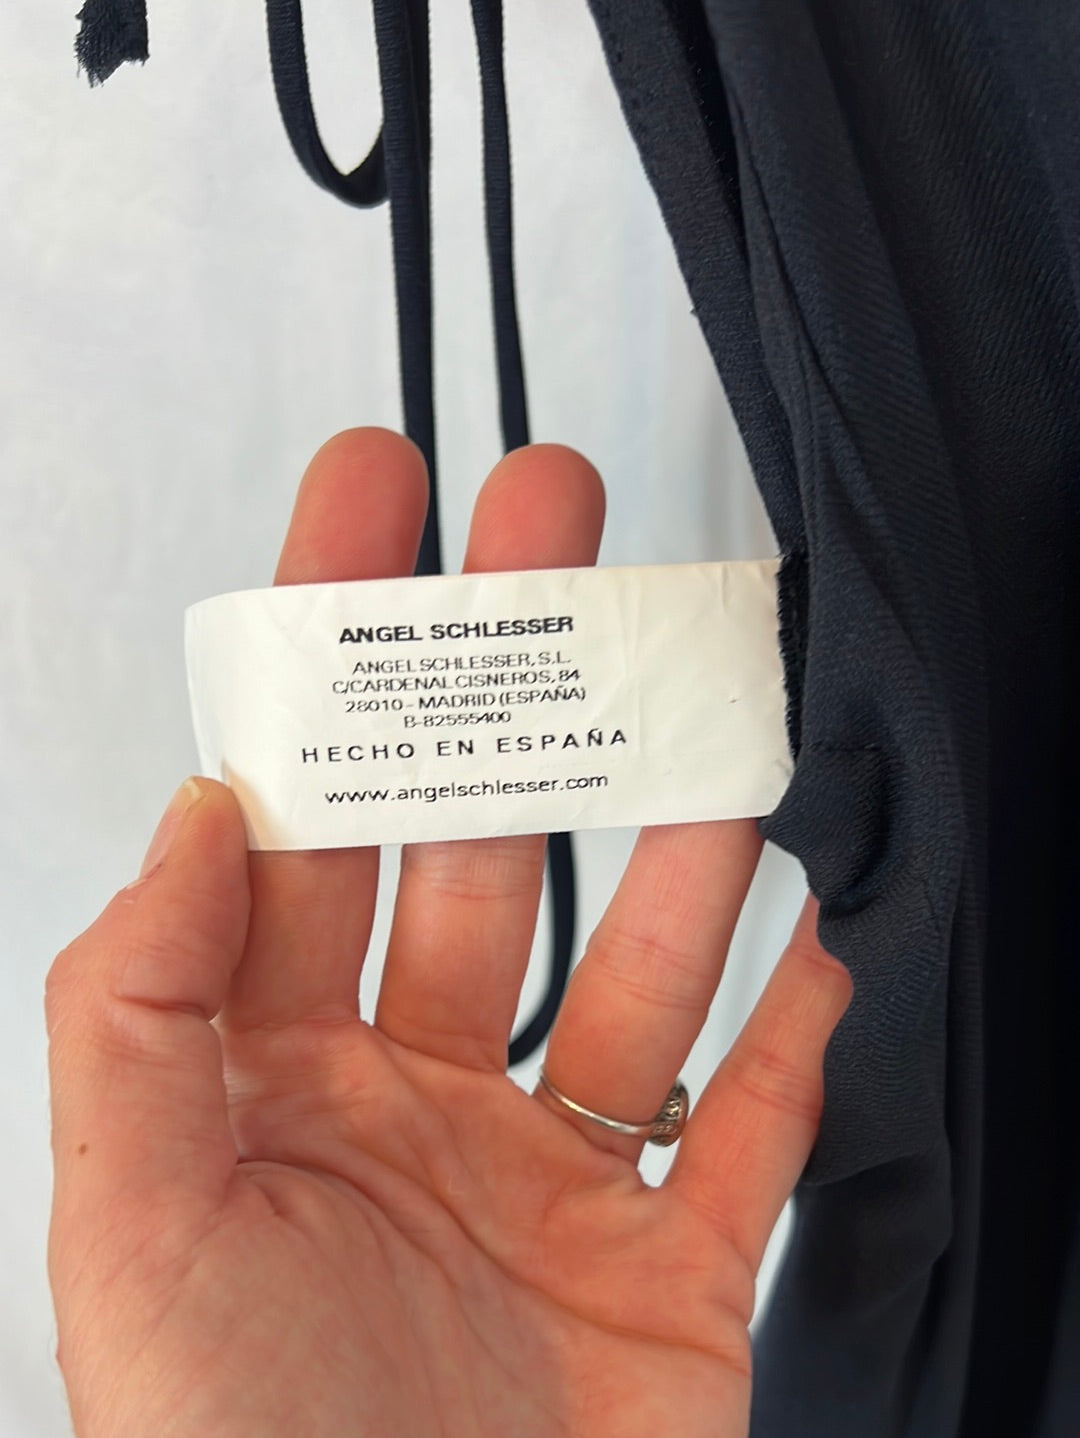 ANGEL SCHLESSER
ANGEL SCHLESSER, S.L.
C/CARDENAL CISNEROS, 84
28010 - MADRID (ESPAÑA)
B-82555400
HECHO EN ESPAÑA
www.angelschlesser.com